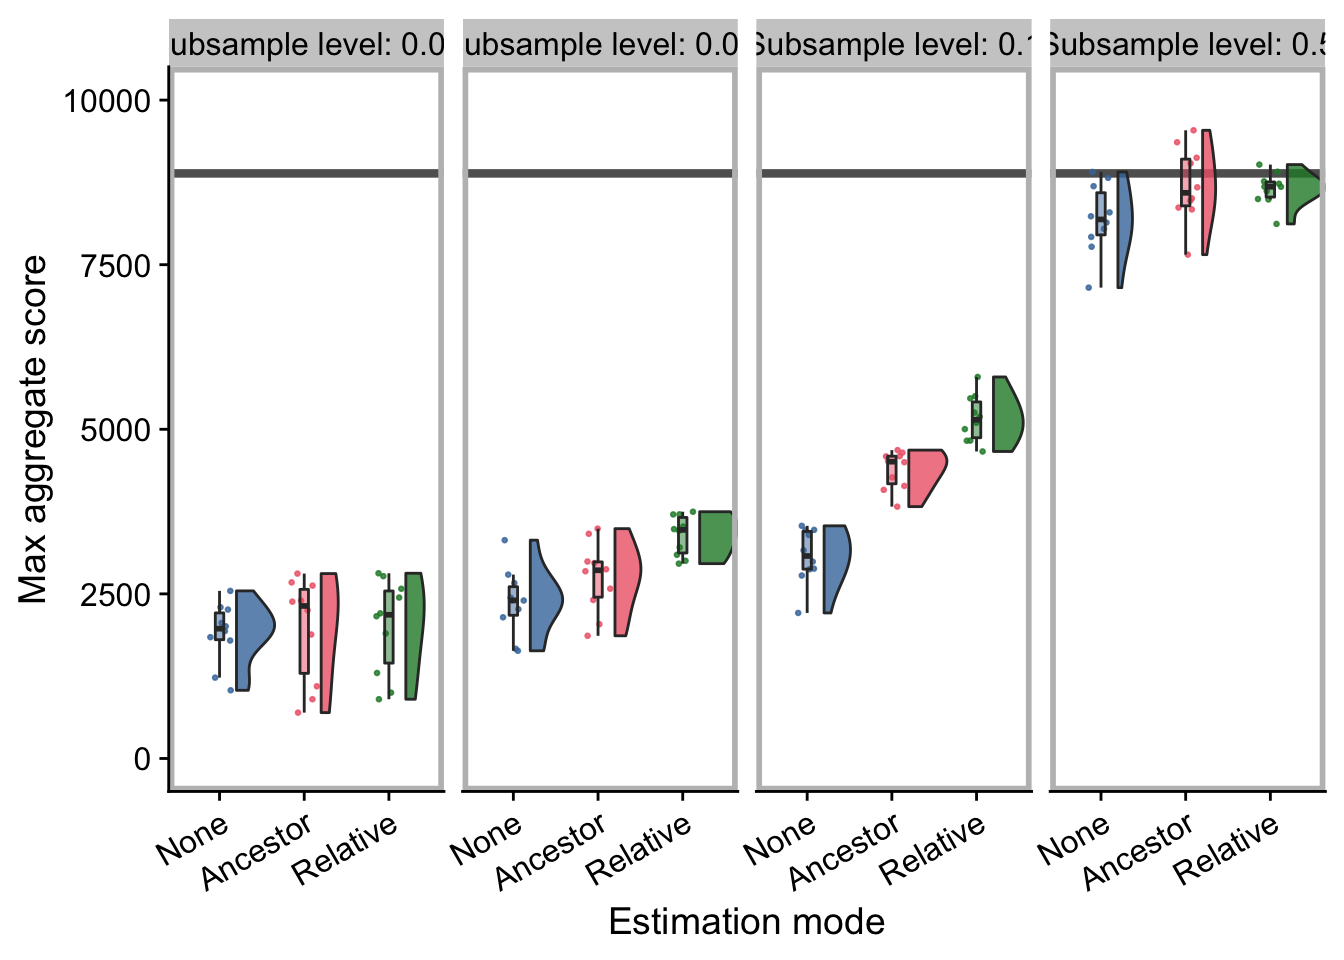 ubsample level: 0.0
ubsample level: 0.0
Subsample level: 0.1
Subsample level: 0.5
10000
7500
5000
2500
0
Max aggregate score
None Ancestor Relative
None Ancestor Relative
None Ancestor Relative
None Ancestor Relative
Estimation mode